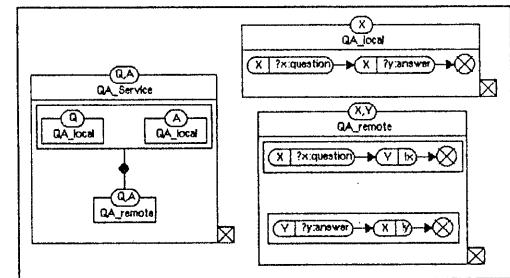 Q,A
QA_Service
Q
QA_local
A
QA_local
Q,A
QA_remote
X
QA_local
X ?x:question X ?y:answer
X,Y
QA_remote
X ?x:question Y !x
Y ?y:answer X !y